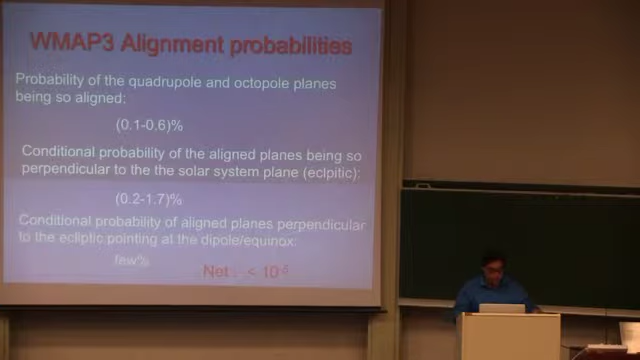 WMAP3 Alignment probabilities
Probability of the quadrupole and octopole planes
being so aligned:
(0.1-0.6)%
Conditional probability of the aligned planes being so
perpendicular to the the solar system plane (eclpitic):
(0.2-1.7)%
Conditional probability of aligned planes perpendicular
to the ecliptic pointing at the dipole/equinox:
few%
Net : < 10⁻⁵